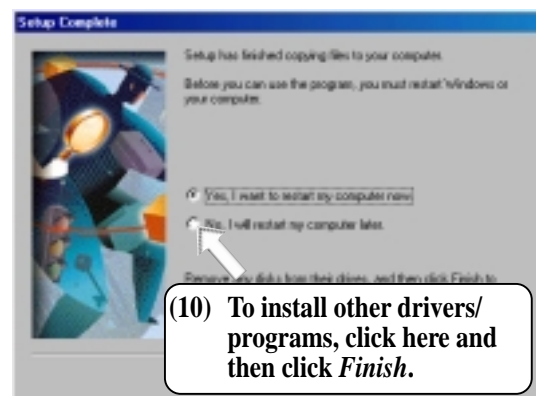 Setup Complete
Setup has finished copying files to your computer.
Before you can use the program, you must restart Windows or
your computer.
Yes, I want to restart my computer now.
No, I will restart my computer later.
Remove any disks from their drives, and then click Finish to
(10) To install other drivers/
programs, click here and
then click Finish.